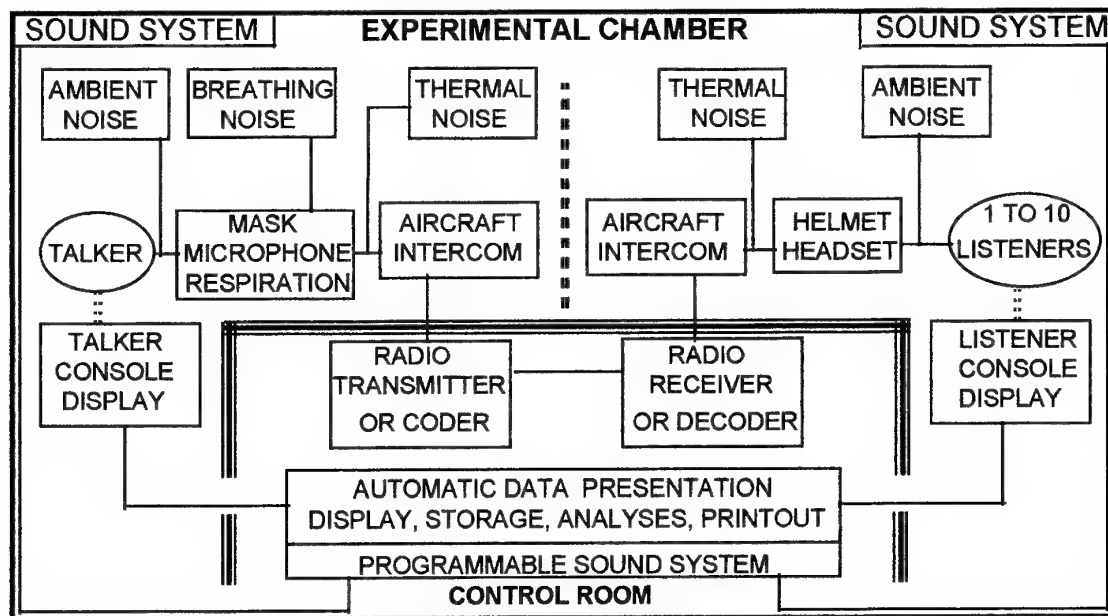 SOUND SYSTEM
EXPERIMENTAL CHAMBER
SOUND SYSTEM
AMBIENT
NOISE
BREATHING
NOISE
THERMAL
NOISE
THERMAL
NOISE
AMBIENT
NOISE
TALKER
MASK
MICROPHONE
RESPIRATION
AIRCRAFT
INTERCOM
AIRCRAFT
INTERCOM
HELMET
HEADSET
1 TO 10
LISTENERS
TALKER
CONSOLE
DISPLAY
RADIO
TRANSMITTER
OR CODER
RADIO
RECEIVER
OR DECODER
LISTENER
CONSOLE
DISPLAY
AUTOMATIC DATA PRESENTATION
DISPLAY, STORAGE, ANALYSES, PRINTOUT
PROGRAMMABLE SOUND SYSTEM
CONTROL ROOM